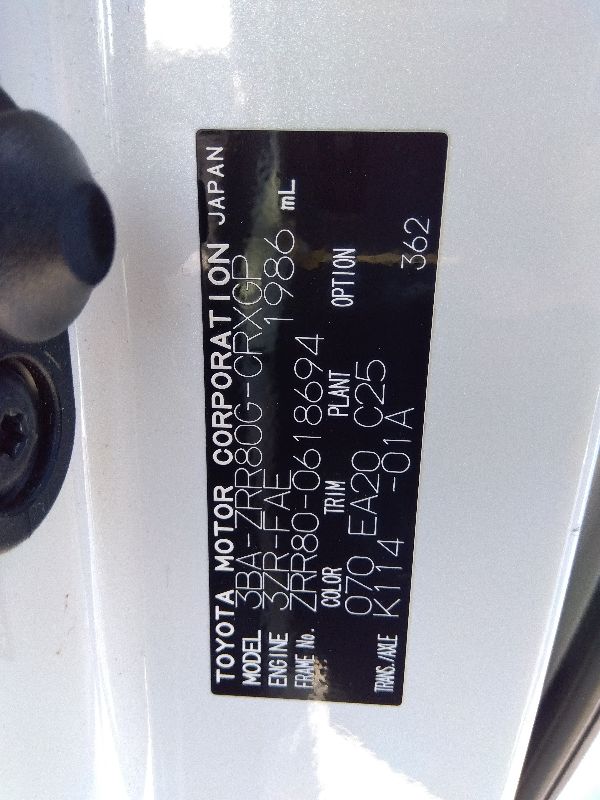 TOYOTA MOTOR CORPORATION JAPAN
MODEL 3BA-ZRR80G-CRXGP
ENGINE 3ZR-FAE 1986 mL
FRAME No. ZRR80-0618694
COLOR TRIM PLANT OPTION
070 EA20 C25
TRANS./AXLE K114 -01A 362